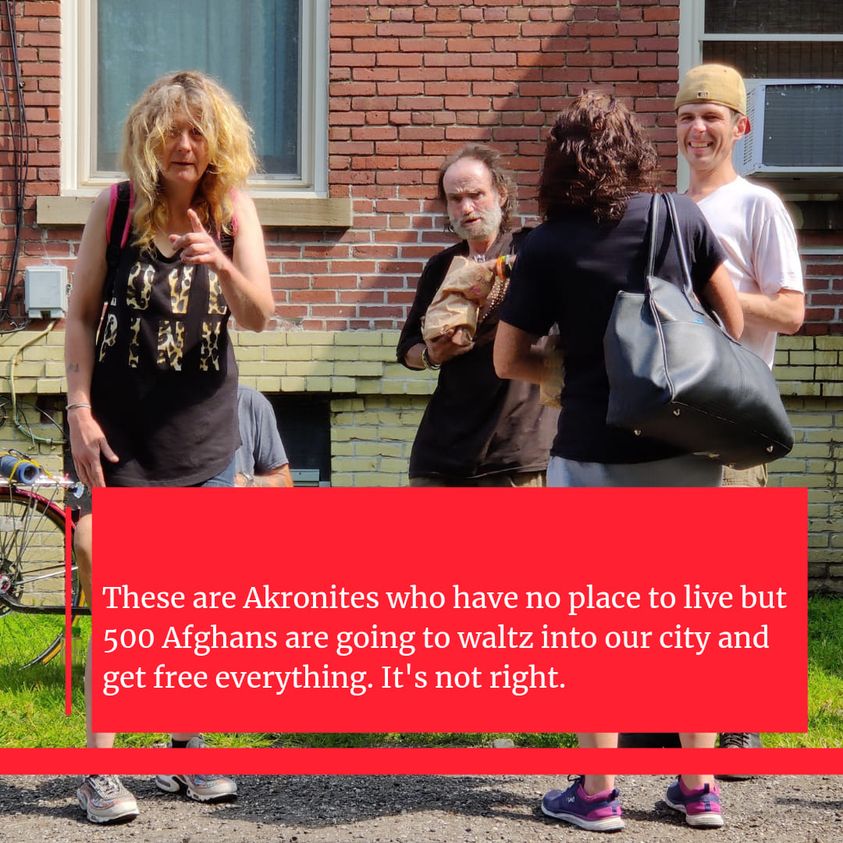 These are Akronites who have no place to live but
500 Afghans are going to waltz into our city and
get free everything. It's not right.